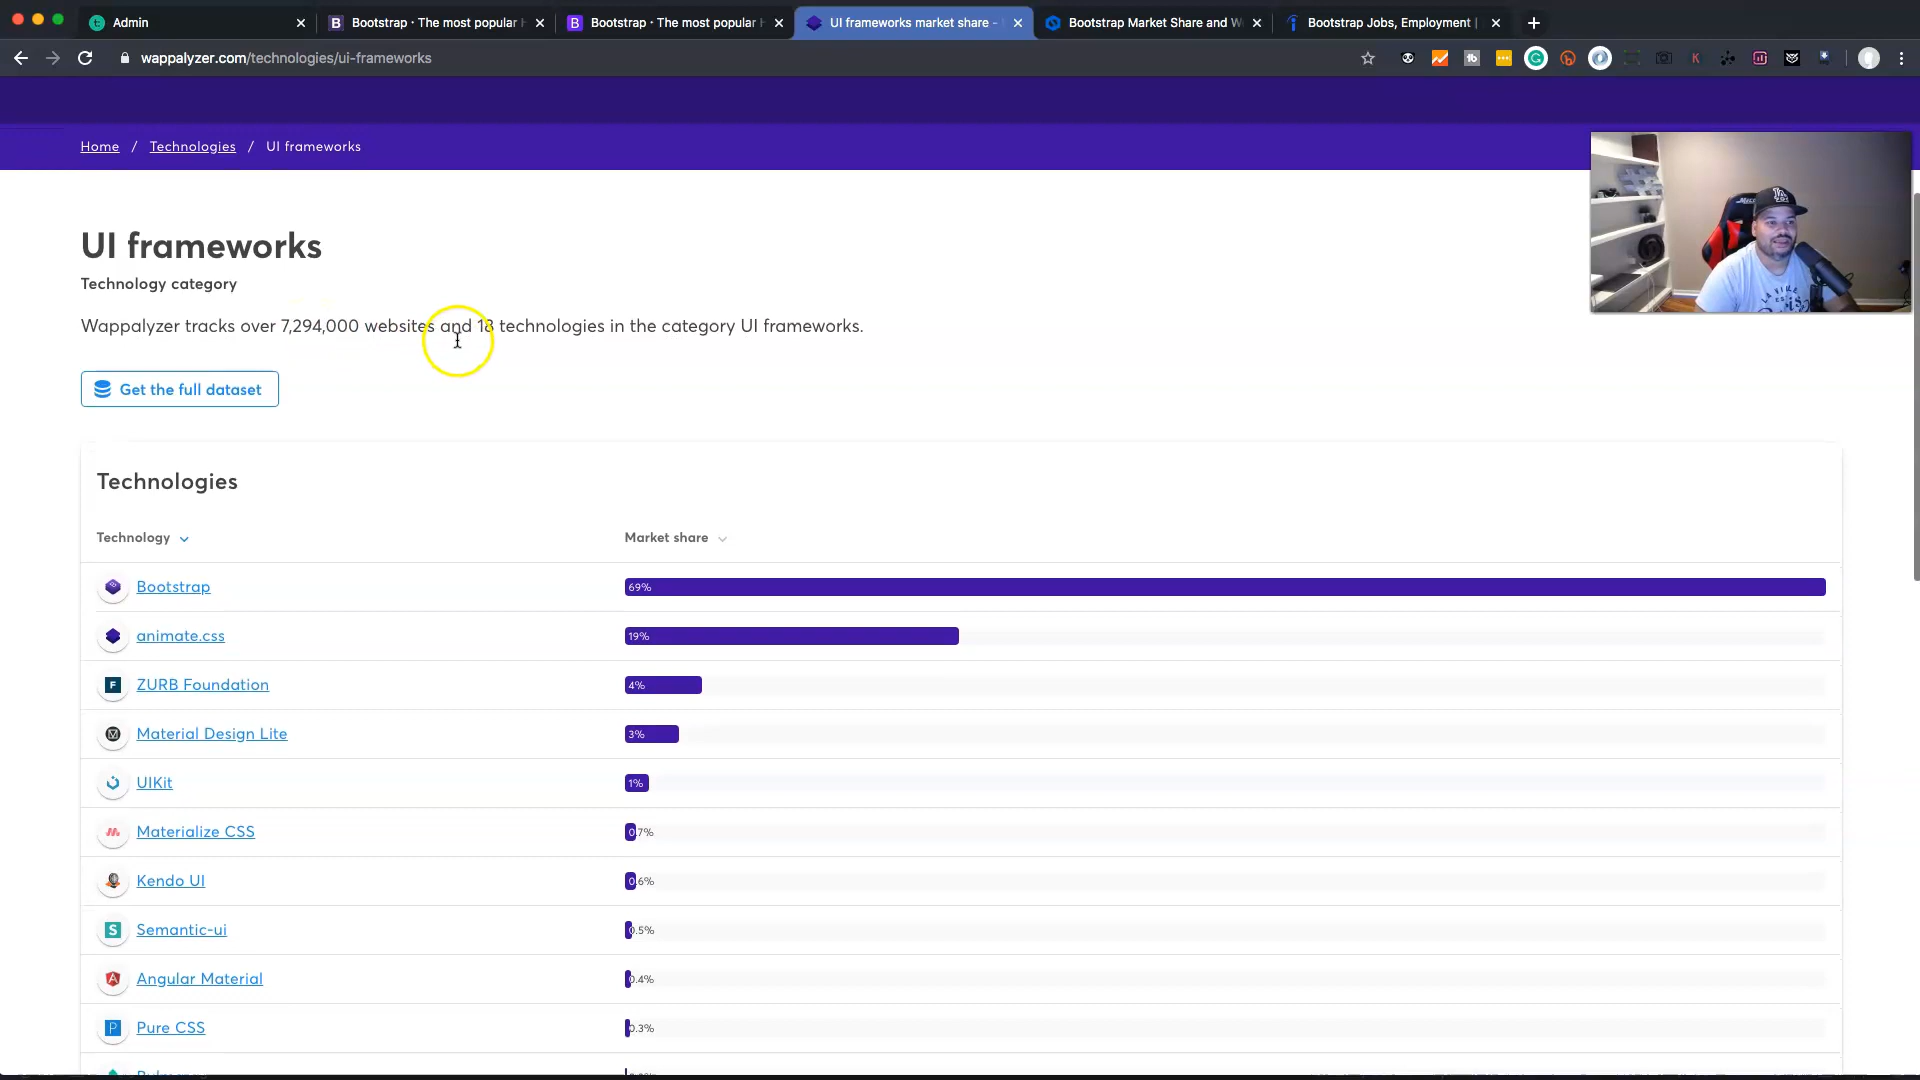 Admin
Bootstrap · The most popular H
Bootstrap · The most popular H
UI frameworks market share -
Bootstrap Market Share and W
Bootstrap Jobs, Employment |
wappalyzer.com/technologies/ui-frameworks
Home / Technologies / UI frameworks
UI frameworks
Technology category
Wappalyzer tracks over 7,294,000 websites and 18 technologies in the category UI frameworks.
Get the full dataset
Technologies
Technology Market share
Bootstrap 69%
animate.css 19%
ZURB Foundation 4%
Material Design Lite 3%
UIKit 1%
Materialize CSS 0.7%
Kendo UI 0.6%
Semantic-ui 0.5%
Angular Material 0.4%
Pure CSS 0.3%